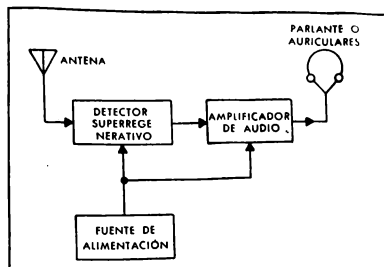 PARLANTE O
AURICULARES
ANTENA
DETECTOR
SUPERREGE
NERATIVO
AMPLIFICADOR
DE AUDIO
FUENTE DE
ALIMENTACIÓN